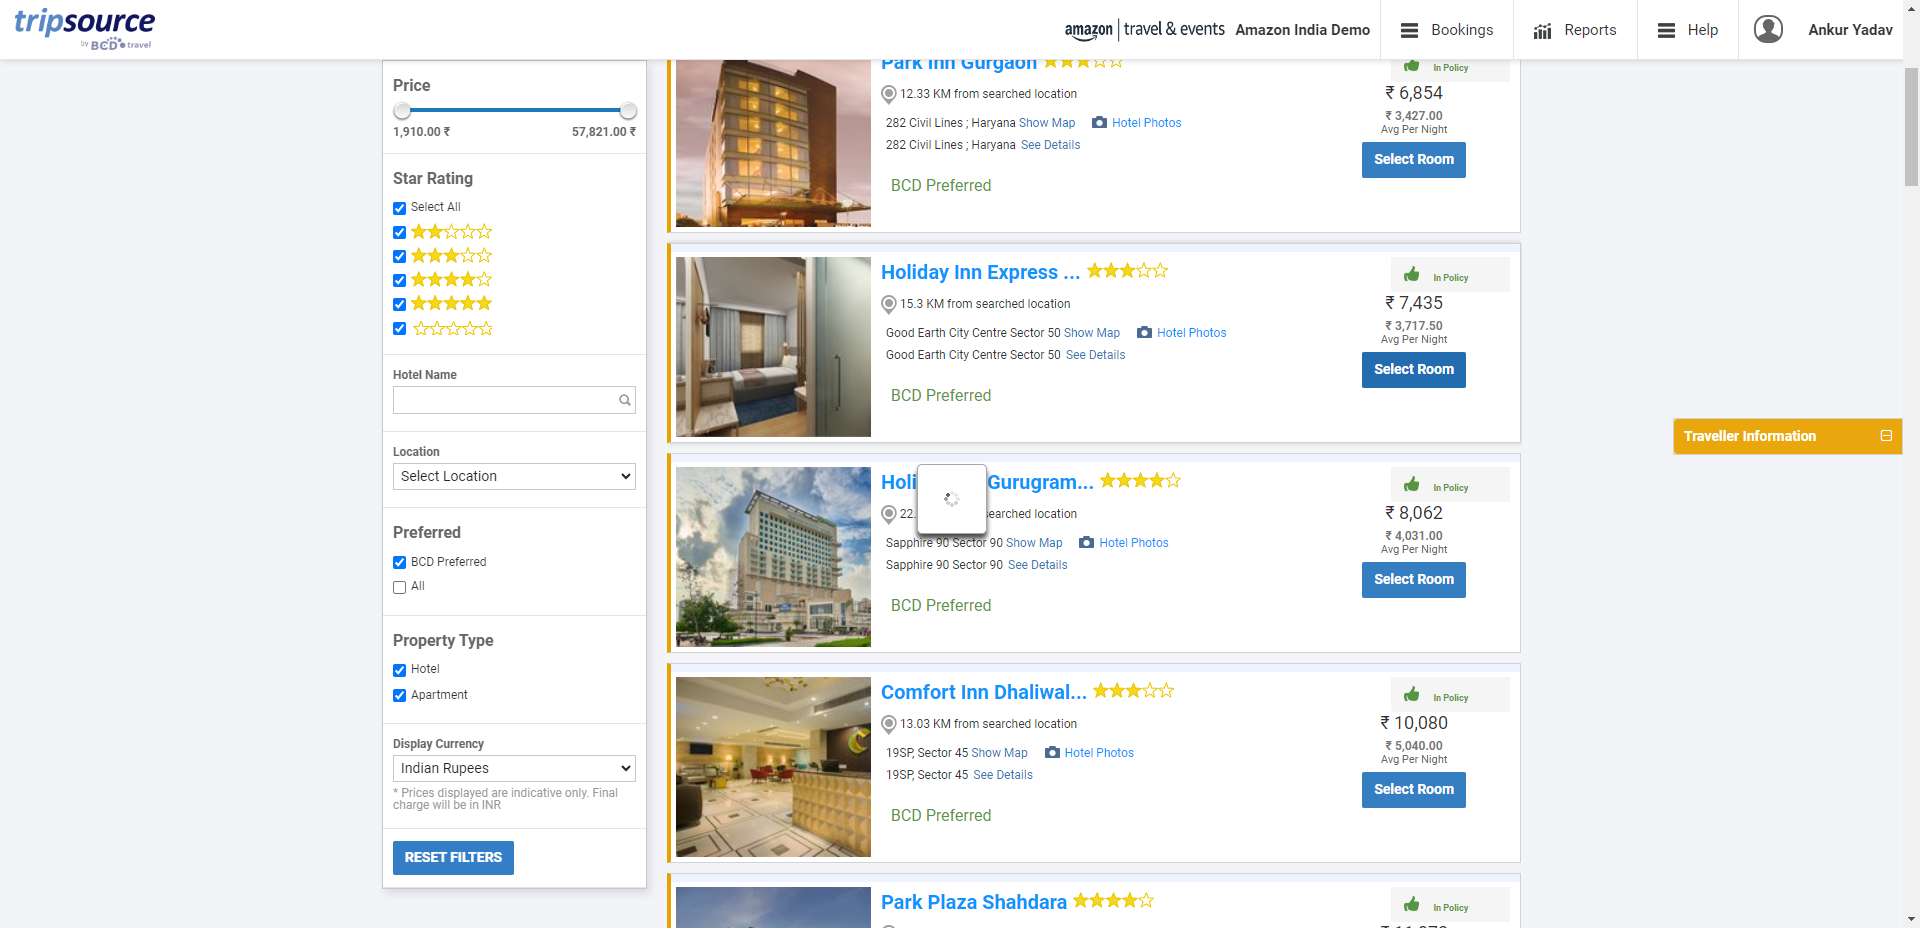 tripsource
by BCD travel
amazon travel & events
Amazon India Demo
Bookings
Reports
Help
Ankur Yadav
Price
1,910.00 ₹ 57,821.00 ₹
Star Rating
Select All
Hotel Name
Location
Select Location
Preferred
BCD Preferred
All
Property Type
Hotel
Apartment
Display Currency
Indian Rupees
* Prices displayed are indicative only. Final
charge will be in INR
RESET FILTERS
Park Inn Gurgaon
12.33 KM from searched location
282 Civil Lines ; Haryana Show Map Hotel Photos
282 Civil Lines ; Haryana See Details
BCD Preferred
In Policy
₹ 6,854
₹ 3,427.00
Avg Per Night
Select Room
Holiday Inn Express ...
15.3 KM from searched location
Good Earth City Centre Sector 50 Show Map Hotel Photos
Good Earth City Centre Sector 50 See Details
BCD Preferred
In Policy
₹ 7,435
₹ 3,717.50
Avg Per Night
Select Room
Gurugram...
searched location
Sapphire 90 Sector 90 Show Map Hotel Photos
Sapphire 90 Sector 90 See Details
BCD Preferred
In Policy
₹ 8,062
₹ 4,031.00
Avg Per Night
Select Room
Comfort Inn Dhaliwal...
13.03 KM from searched location
19SP, Sector 45 Show Map Hotel Photos
19SP, Sector 45 See Details
BCD Preferred
In Policy
₹ 10,080
₹ 5,040.00
Avg Per Night
Select Room
Park Plaza Shahdara
In Policy
Traveller Information